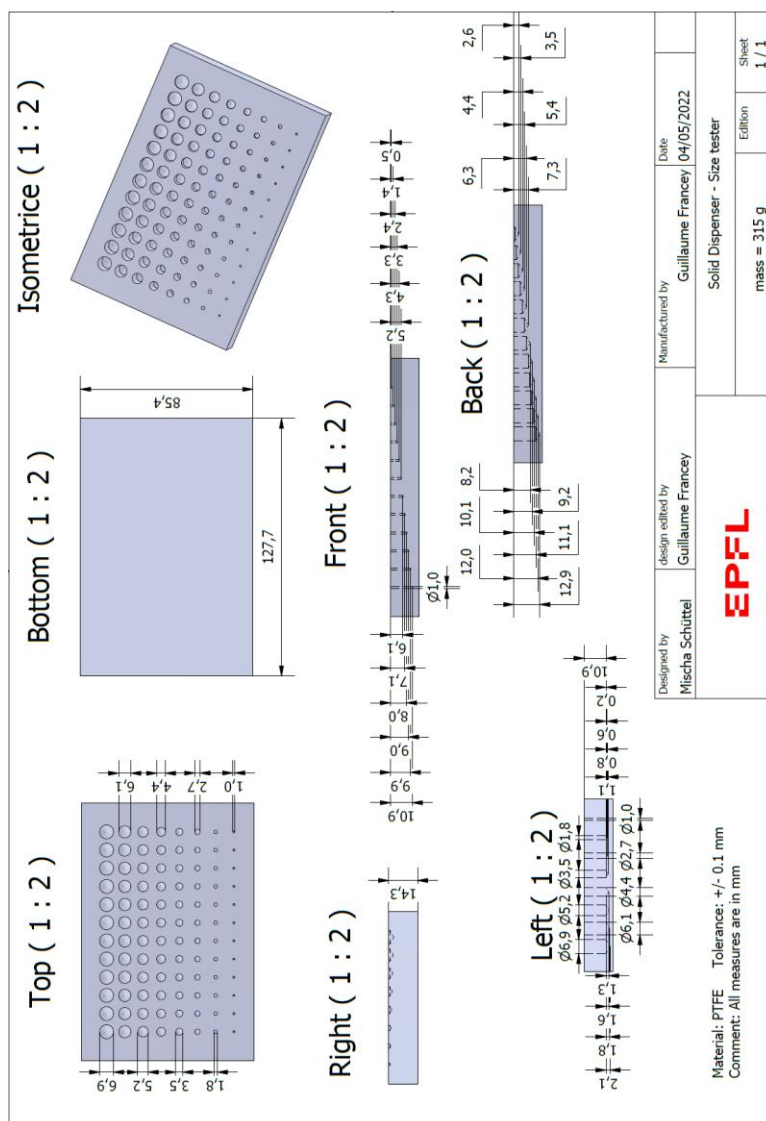 Top ( 1 : 2 )
6,9
5,2
3,5
1,8
6,1
4,4
2,7
1,0
Bottom ( 1 : 2 )
127,7
85,4
Isometrice ( 1 : 2 )
Right ( 1 : 2 )
14,3
Front ( 1 : 2 )
10,9
9,9
9,0
8,0
7,1
6,1
Ø1,0
5,2
4,3
3,3
2,4
1,4
0,5
Left ( 1 : 2 )
2,1
1,8
1,6
1,3
Ø6,9
Ø5,2
Ø3,5
Ø1,8
Ø6,1
Ø4,4
Ø2,7
Ø1,0
1,1
0,8
0,6
0,2
10,9
Back ( 1 : 2 )
12,0
10,1
8,2
12,9
11,1
9,2
6,3
4,4
2,6
7,3
5,4
3,5
Material: PTFE Tolerance: +/- 0.1 mm
Comment: All measures are in mm
Designed by
Mischa Schüttel
design edited by
Guillaume Francey
Manufactured by
Guillaume Francey
Date
04/05/2022
EPFL
Solid Dispenser - Size tester
mass = 315 g
Edition
Sheet
1 / 1